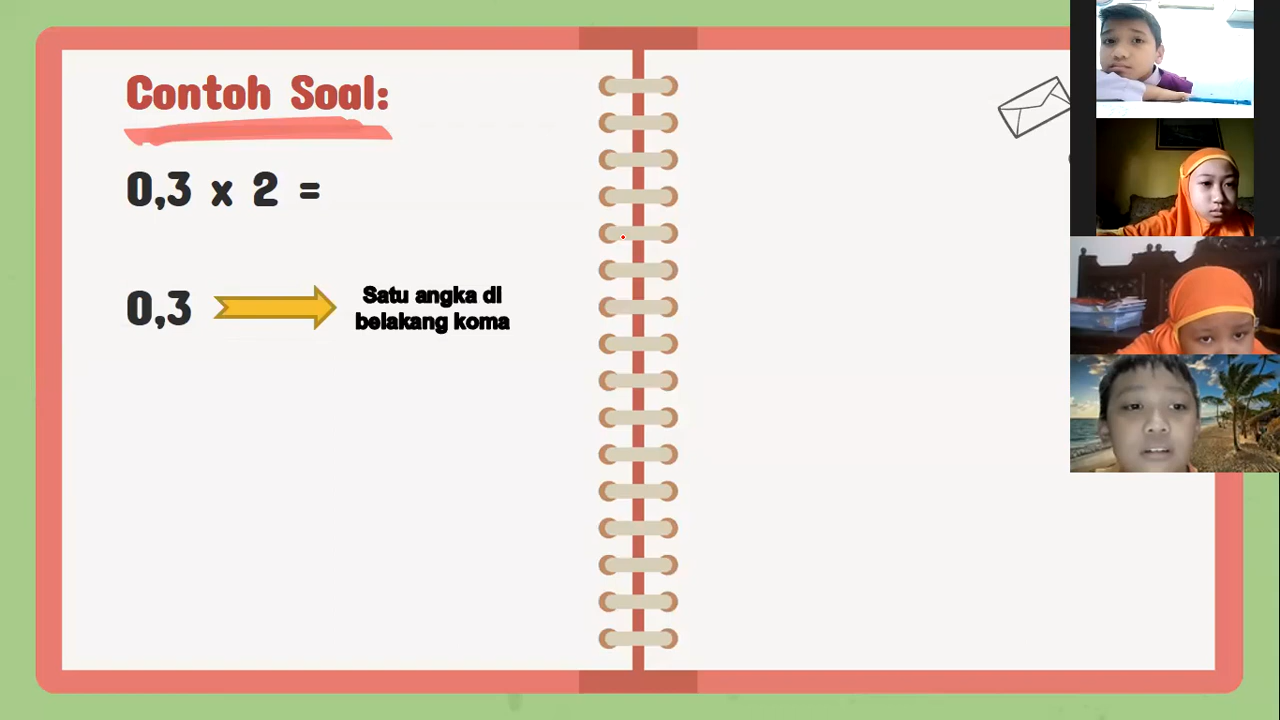 Contoh Soal:
0,3 x 2 =
0,3
Satu angka di
belakang koma